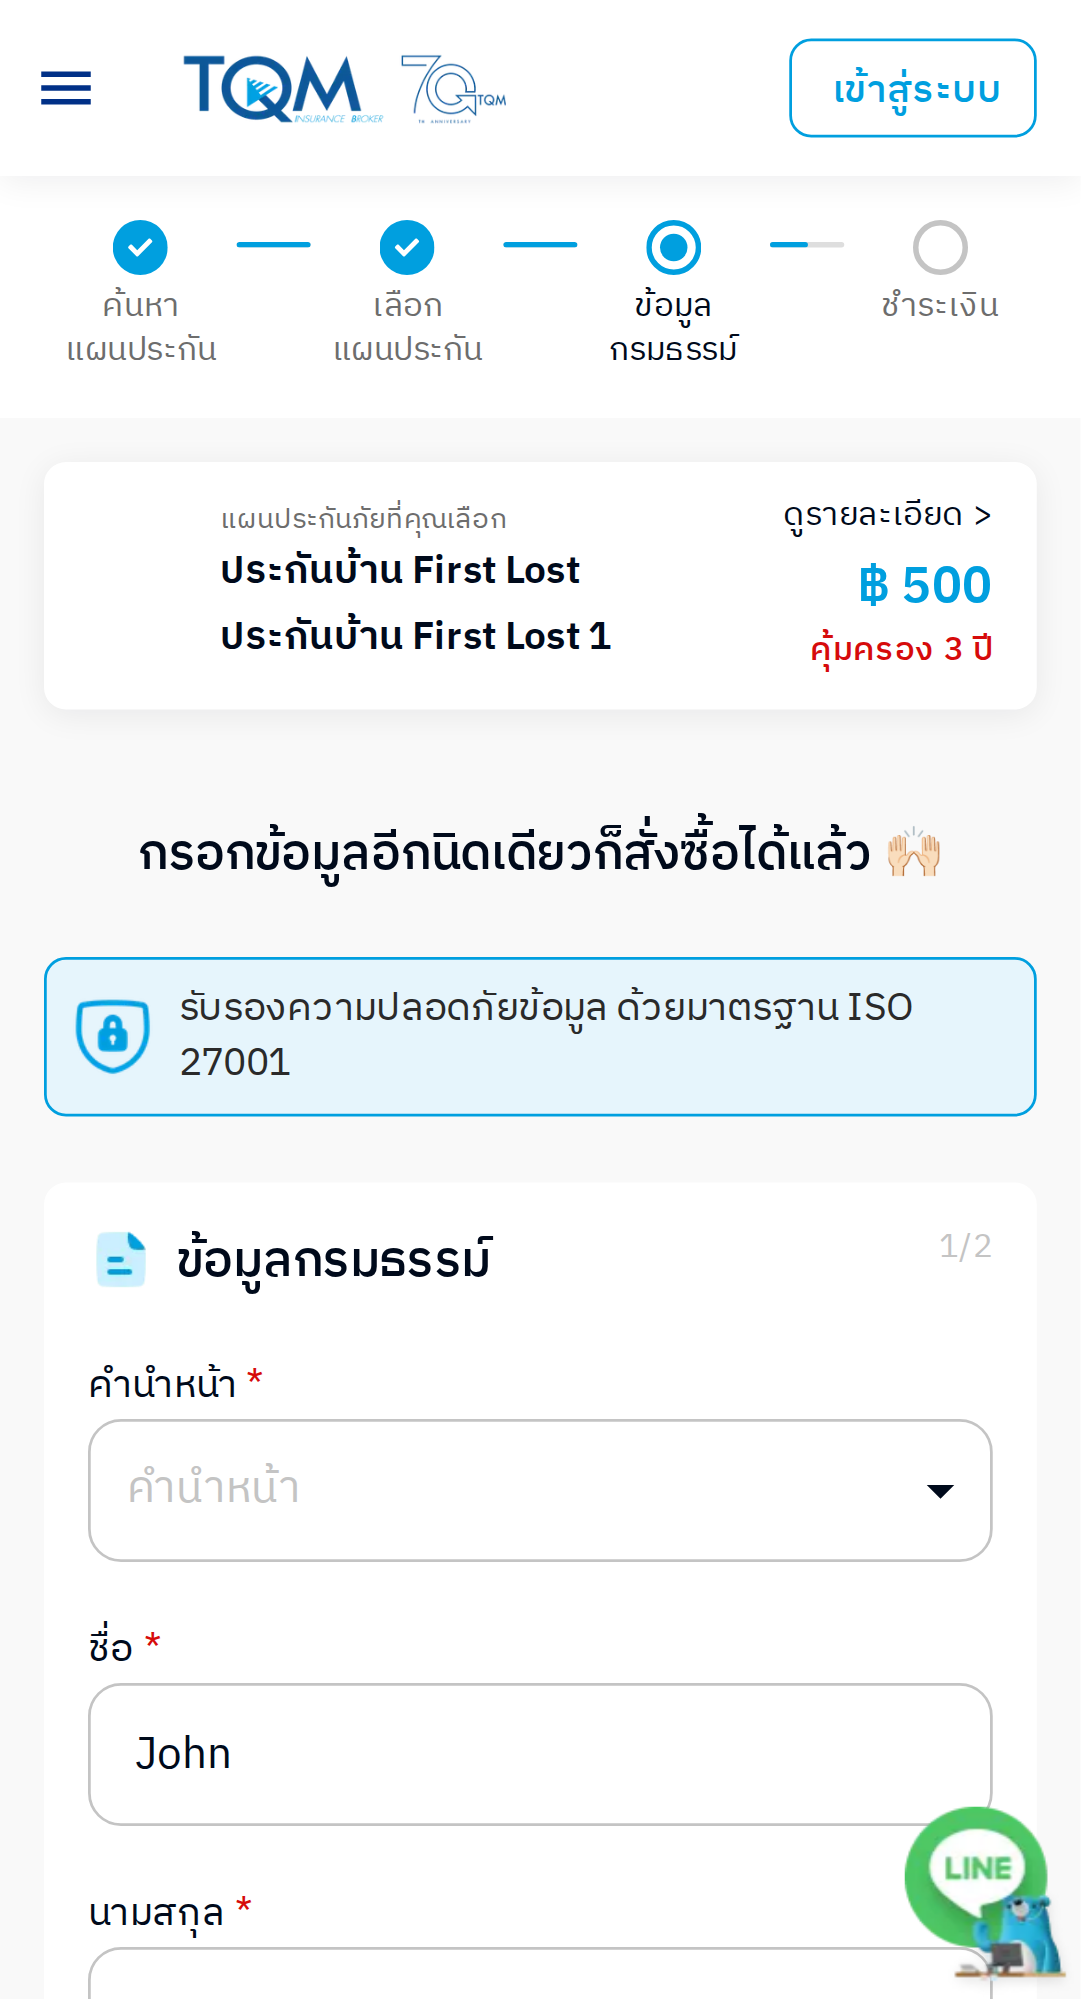 TQM
INSURANCE BROKER
70 TQM
TH ANNIVERSARY
เข้าสู่ระบบ
ค้นหา
แผนประกัน
เลือก
แผนประกัน
ข้อมูล
กรมธรรม์
ชำระเงิน
แผนประกันภัยที่คุณเลือก
ดูรายละเอียด >
ประกันบ้าน First Lost
฿ 500
ประกันบ้าน First Lost 1
คุ้มครอง 3 ปี
กรอกข้อมูลอีกนิดเดียวก็สั่งซื้อได้แล้ว 🙌🏻
รับรองความปลอดภัยข้อมูล ด้วยมาตรฐาน ISO
27001
ข้อมูลกรมธรรม์
1/2
คำนำหน้า *
คำนำหน้า
ชื่อ *
John
LINE
นามสกุล *